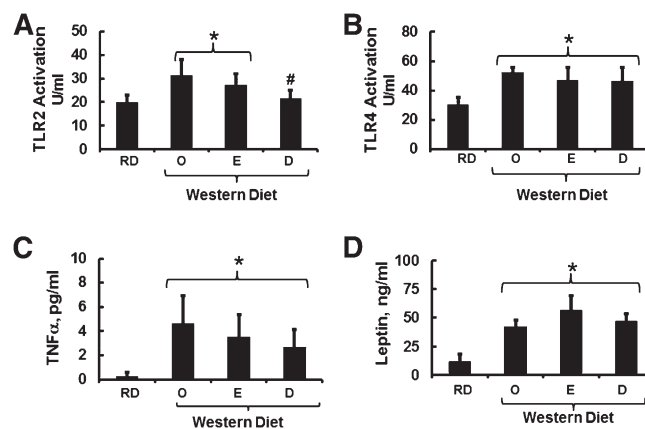 A
TLR2 Activation
U/ml
50
40
30
20
10
0
*
#
RD
O
E
D
Western Diet
B
TLR4 Activation
U/ml
80
60
40
20
0
*
RD
O
E
D
Western Diet
C
TNFα, pg/ml
10
8
6
4
2
0
*
RD
O
E
D
Western Diet
D
Leptin, ng/ml
100
75
50
25
0
*
RD
O
E
D
Western Diet